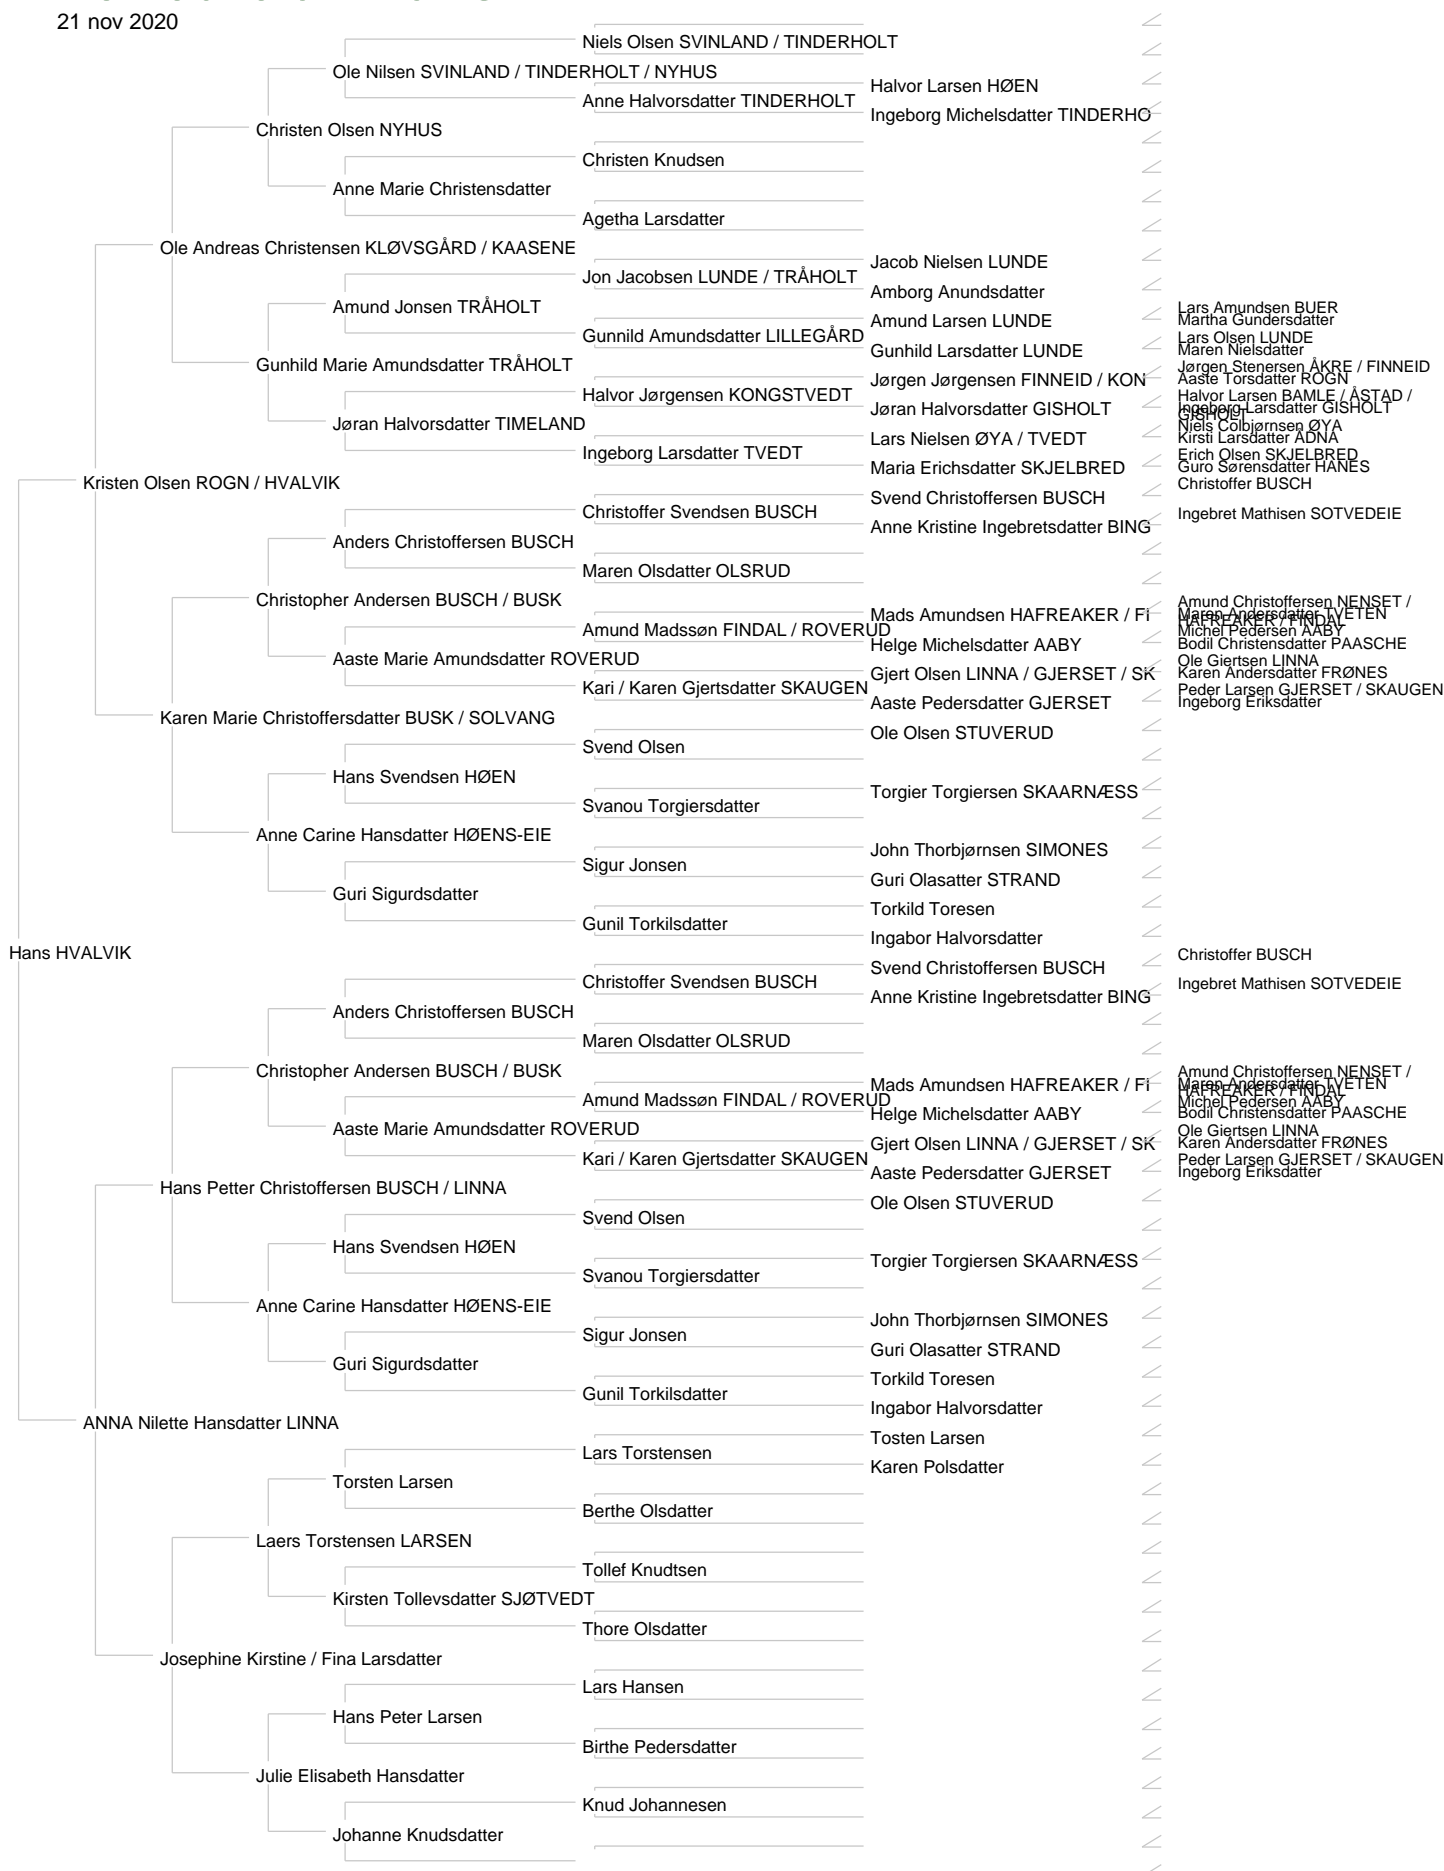 21 nov 2020
Niels Olsen SVINLAND / TINDERHOLT
Ole Nilsen SVINLAND / TINDERHOLT / NYHUS
Halvor Larsen HØEN
Anne Halvorsdatter TINDERHOLT
Ingeborg Michelsdatter TINDERHO
Christen Olsen NYHUS
Christen Knudsen
Anne Marie Christensdatter
Agetha Larsdatter
Ole Andreas Christensen KLØVSGÅRD / KAASENE
Jacob Nielsen LUNDE
Jon Jacobsen LUNDE / TRÅHOLT
Amborg Anundsdatter
Amund Jonsen TRÅHOLT
Lars Amundsen BUER
Martha Gundersdatter
Amund Larsen LUNDE
Gunnild Amundsdatter LILLEGÅRD
Lars Olsen LUNDE
Maren Nielsdatter
Gunhild Larsdatter LUNDE
Gunhild Marie Amundsdatter TRÅHOLT
Jørgen Stenersen ÅKRE / FINNEID
Aaste Torsdatter ROGN
Jørgen Jørgensen FINNEID / KON
Halvor Jørgensen KONGSTVEDT
Halvor Larsen BAMLE / ÅSTAD /
GISHOLT
Ingeborg Larsdatter GISHOLT
Jøran Halvorsdatter GISHOLT
Jøran Halvorsdatter TIMELAND
Niels Colbjørnsen ØYA
Kirsti Larsdatter ÅDNA
Lars Nielsen ØYA / TVEDT
Ingeborg Larsdatter TVEDT
Erich Olsen SKJELBRED
Guro Sørensdatter HANES
Maria Erichsdatter SKJELBRED
Kristen Olsen ROGN / HVALVIK
Christoffer BUSCH
Svend Christoffersen BUSCH
Christoffer Svendsen BUSCH
Ingebret Mathisen SOTVEDEIE
Anne Kristine Ingebretsdatter BING
Anders Christoffersen BUSCH
Maren Olsdatter OLSRUD
Christopher Andersen BUSCH / BUSK
Amund Christoffersen NENSET /
HAFREAKER / FINDAL
Maren Andersdatter TVETEN
Mads Amundsen HAFREAKER / FI
Amund Madssøn FINDAL / ROVERUD
Michel Pedersen AABY
Bodil Christensdatter PAASCHE
Helge Michelsdatter AABY
Aaste Marie Amundsdatter ROVERUD
Ole Giertsen LINNA
Karen Andersdatter FRØNES
Gjert Olsen LINNA / GJERSET / SK
Kari / Karen Gjertsdatter SKAUGEN
Peder Larsen GJERSET / SKAUGEN
Ingeborg Eriksdatter
Aaste Pedersdatter GJERSET
Karen Marie Christoffersdatter BUSK / SOLVANG
Ole Olsen STUVERUD
Svend Olsen
Hans Svendsen HØEN
Torgier Torgiersen SKAARNÆSS
Svanou Torgiersdatter
Anne Carine Hansdatter HØENS-EIE
John Thorbjørnsen SIMONES
Sigur Jonsen
Guri Olasatter STRAND
Guri Sigurdsdatter
Torkild Toresen
Gunil Torkilsdatter
Ingabor Halvorsdatter
Hans HVALVIK
Christoffer BUSCH
Svend Christoffersen BUSCH
Christoffer Svendsen BUSCH
Ingebret Mathisen SOTVEDEIE
Anne Kristine Ingebretsdatter BING
Anders Christoffersen BUSCH
Maren Olsdatter OLSRUD
Christopher Andersen BUSCH / BUSK
Amund Christoffersen NENSET /
HAFREAKER / FINDAL
Maren Andersdatter TVETEN
Mads Amundsen HAFREAKER / FI
Amund Madssøn FINDAL / ROVERUD
Michel Pedersen AABY
Bodil Christensdatter PAASCHE
Helge Michelsdatter AABY
Aaste Marie Amundsdatter ROVERUD
Ole Giertsen LINNA
Karen Andersdatter FRØNES
Gjert Olsen LINNA / GJERSET / SK
Kari / Karen Gjertsdatter SKAUGEN
Peder Larsen GJERSET / SKAUGEN
Ingeborg Eriksdatter
Aaste Pedersdatter GJERSET
Hans Petter Christoffersen BUSCH / LINNA
Ole Olsen STUVERUD
Svend Olsen
Hans Svendsen HØEN
Torgier Torgiersen SKAARNÆSS
Svanou Torgiersdatter
Anne Carine Hansdatter HØENS-EIE
John Thorbjørnsen SIMONES
Sigur Jonsen
Guri Olasatter STRAND
Guri Sigurdsdatter
Torkild Toresen
Gunil Torkilsdatter
Ingabor Halvorsdatter
ANNA Nilette Hansdatter LINNA
Tosten Larsen
Lars Torstensen
Karen Polsdatter
Torsten Larsen
Berthe Olsdatter
Laers Torstensen LARSEN
Tollef Knudtsen
Kirsten Tollevsdatter SJØTVEDT
Thore Olsdatter
Josephine Kirstine / Fina Larsdatter
Lars Hansen
Hans Peter Larsen
Birthe Pedersdatter
Julie Elisabeth Hansdatter
Knud Johannesen
Johanne Knudsdatter